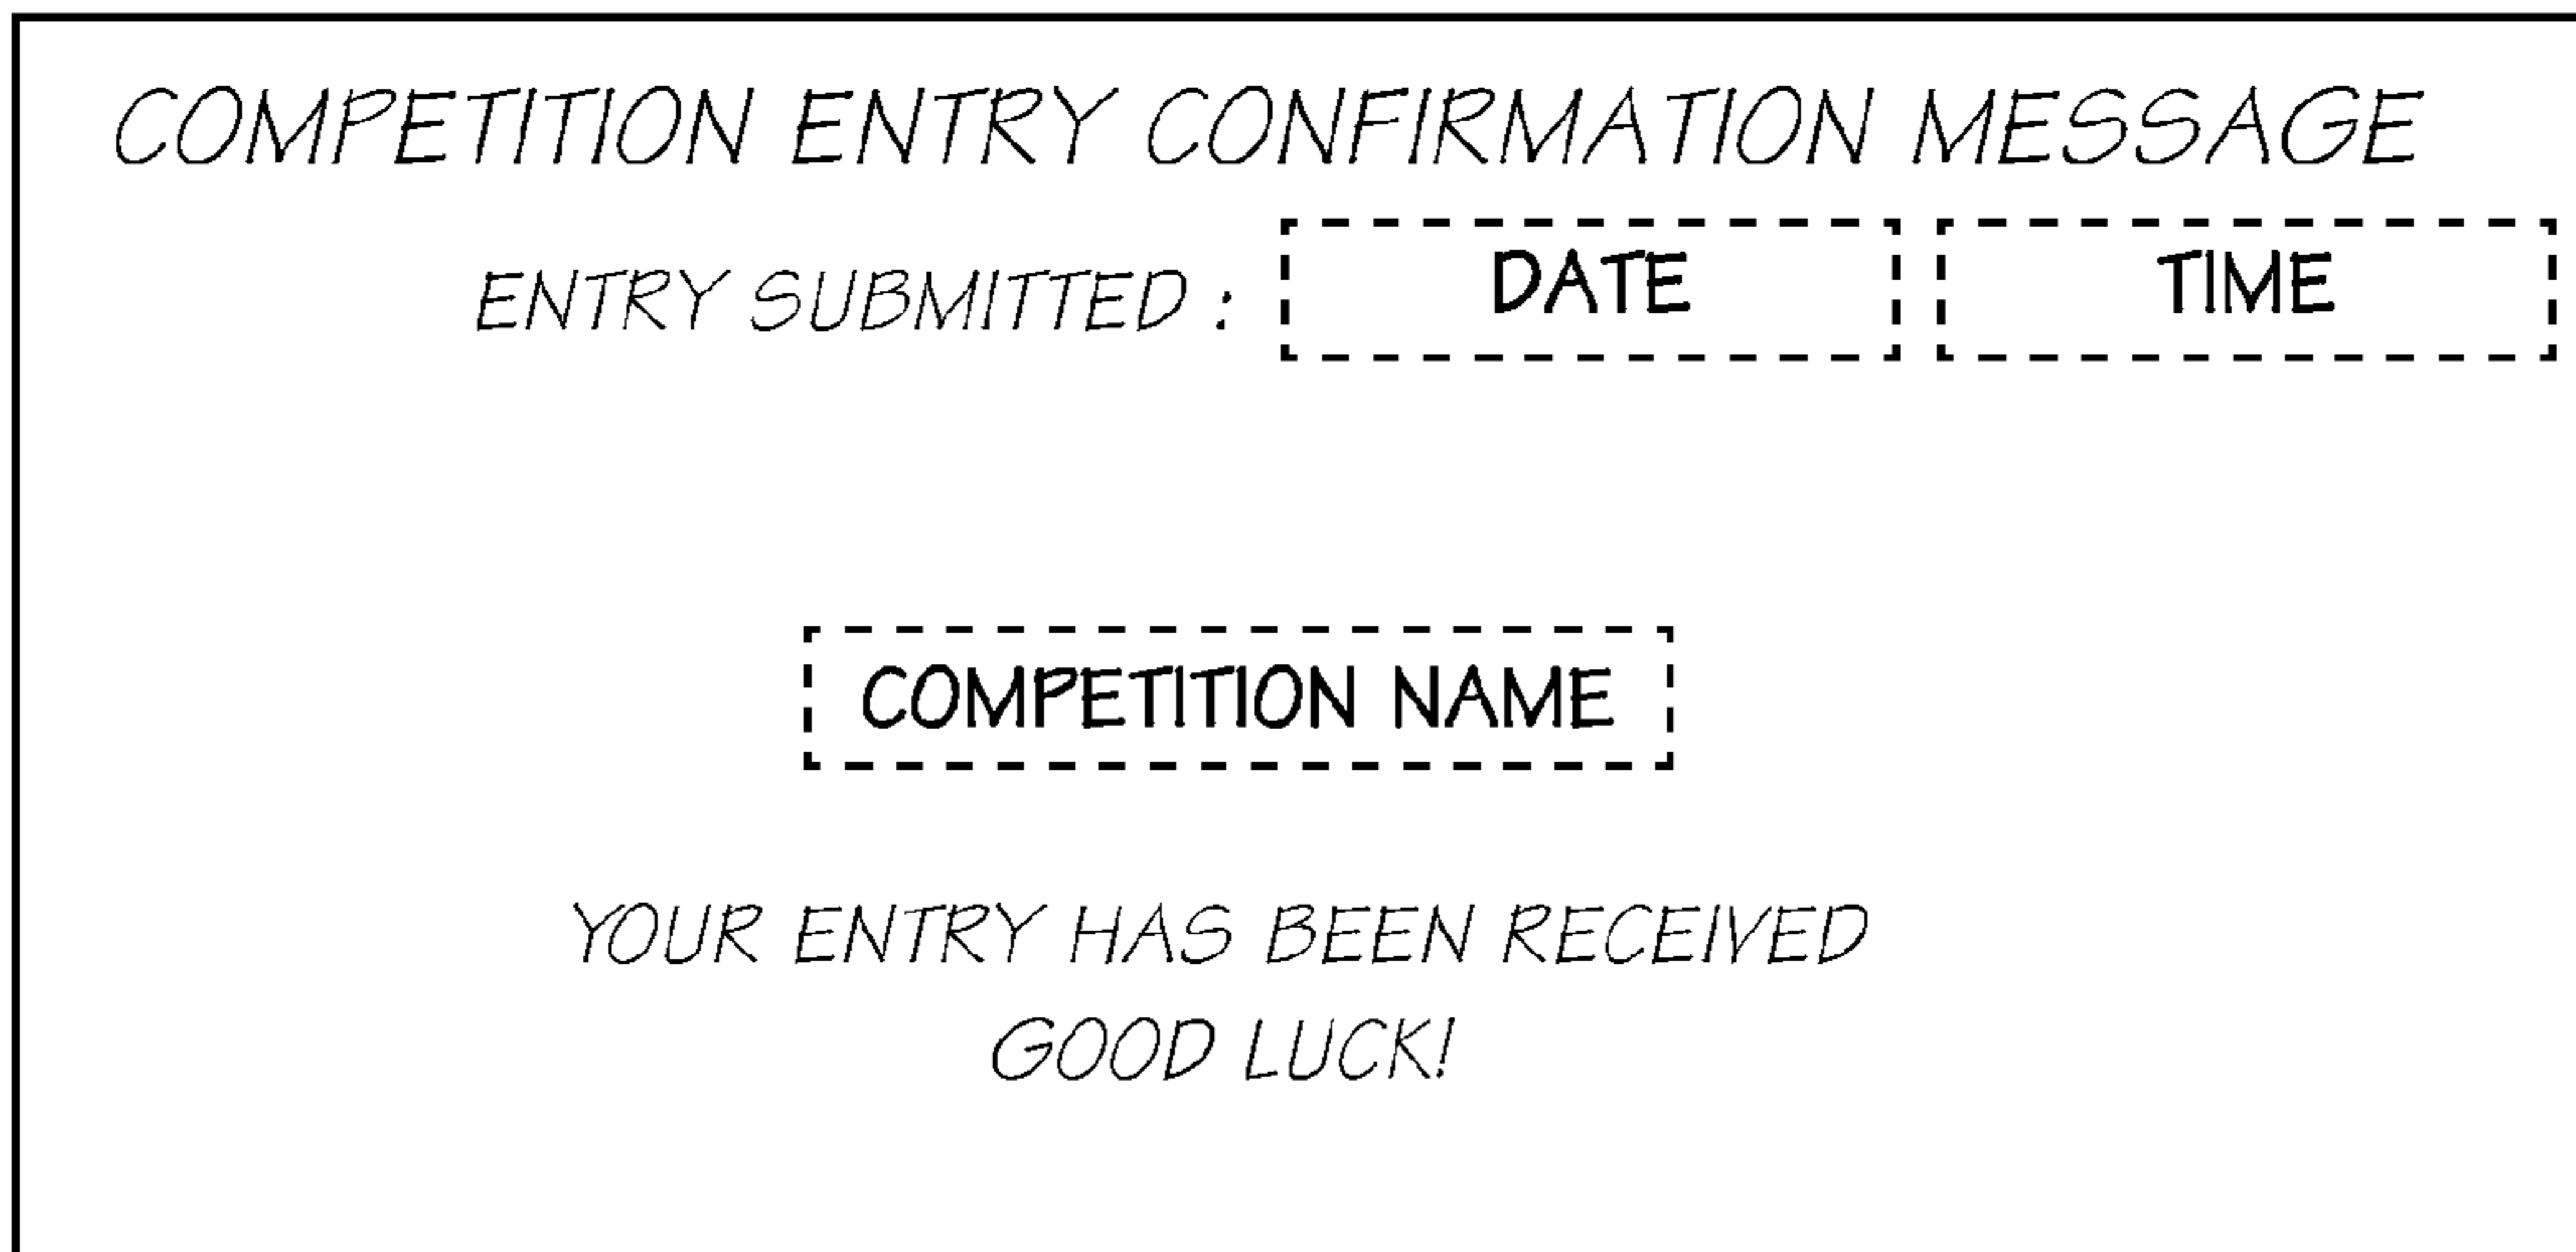 COMPETITION ENTRY CONFIRMATION MESSAGE
ENTRY SUBMITTED : DATE TIME
COMPETITION NAME
YOUR ENTRY HAS BEEN RECEIVED
GOOD LUCK!